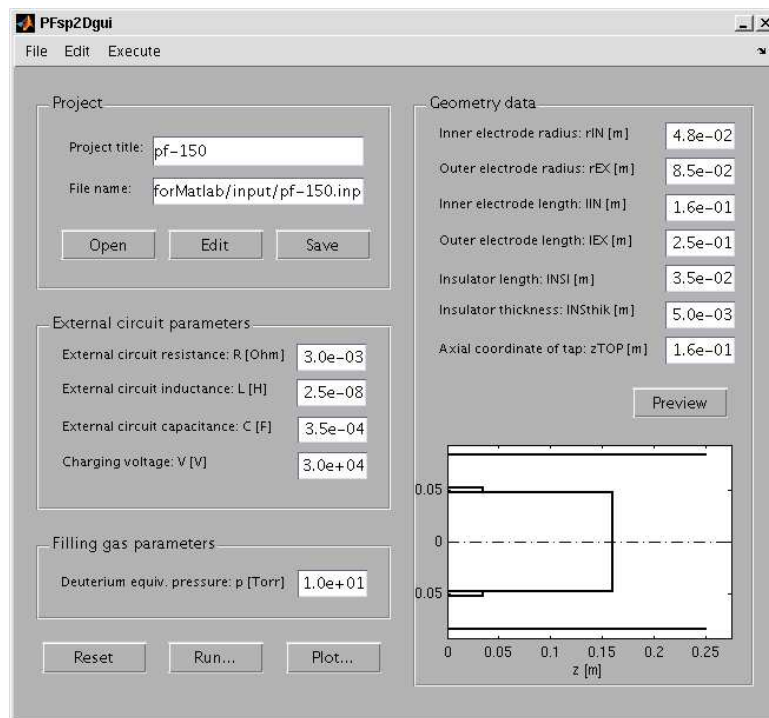 PFsp2Dgui
File Edit Execute
Project
Project title: pf-150
File name: forMatlab/input/pf-150.inp
Open Edit Save
External circuit parameters
External circuit resistance: R [Ohm] 3.0e-03
External circuit inductance: L [H] 2.5e-08
External circuit capacitance: C [F] 3.5e-04
Charging voltage: V [V] 3.0e+04
Filling gas parameters
Deuterium equiv. pressure: p [Torr] 1.0e+01
Reset Run... Plot...
Geometry data
Inner electrode radius: rIN [m] 4.8e-02
Outer electrode radius: rEX [m] 8.5e-02
Inner electrode length: lIN [m] 1.6e-01
Outer electrode length: lEX [m] 2.5e-01
Insulator length: INSl [m] 3.5e-02
Insulator thickness: INSthik [m] 5.0e-03
Axial coordinate of tap: zTOP [m] 1.6e-01
Preview
0.05
0
0.05
0 0.05 0.1 0.15 0.2 0.25
z [m]